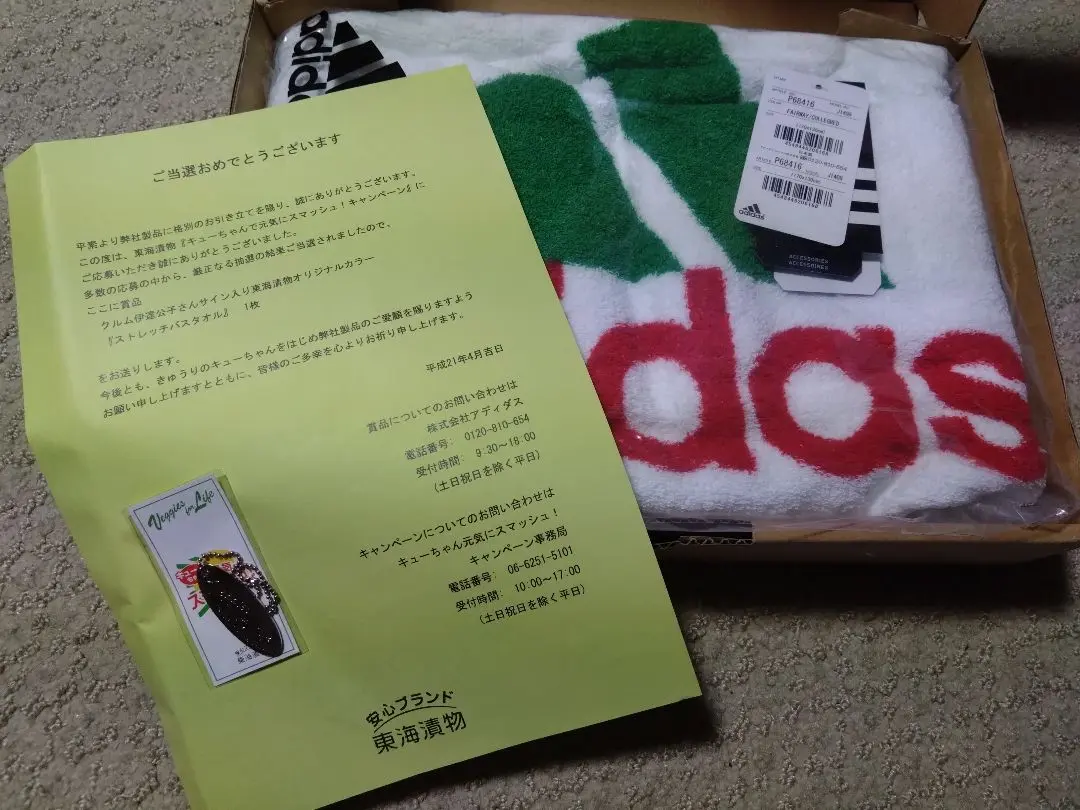 ご当選おめでとうございます
平素より弊社製品に格別のお引き立てを賜り、誠にありがとうございます。
この度は、東海漬物『キューちゃんで元気にスマッシュ！キャンペーン』に
ご応募いただき誠にありがとうございました。
多数の応募の中から、厳正なる抽選の結果ご当選されましたので、
ここに賞品
クルム伊達公子さんサイン入り東海漬物オリジナルカラー
『ストレッチバスタオル』 1枚
をお送りします。
今後とも、きゅうりのキューちゃんをはじめ弊社製品のご愛顧を賜りますよう
お願い申し上げますとともに、皆様のご多幸を心よりお祈り申し上げます。
平成21年4月吉日
賞品についてのお問い合わせは
株式会社アディダス
電話番号： 0120-810-654
受付時間： 9:30～18:00
（土日祝日を除く平日）
キャンペーンについてのお問い合わせは
キューちゃん元気にスマッシュ！
キャンペーン事務局
電話番号： 06-6251-5101
受付時間： 10:00～17:00
（土日祝日を除く平日）
安心ブランド
東海漬物
Veggies
for Life
adidas
das
P68416
J1400
FAIRWAY/COLLEGRED
P68416
J1400
adidas
ACCESSORIES
ACCESSOIRES